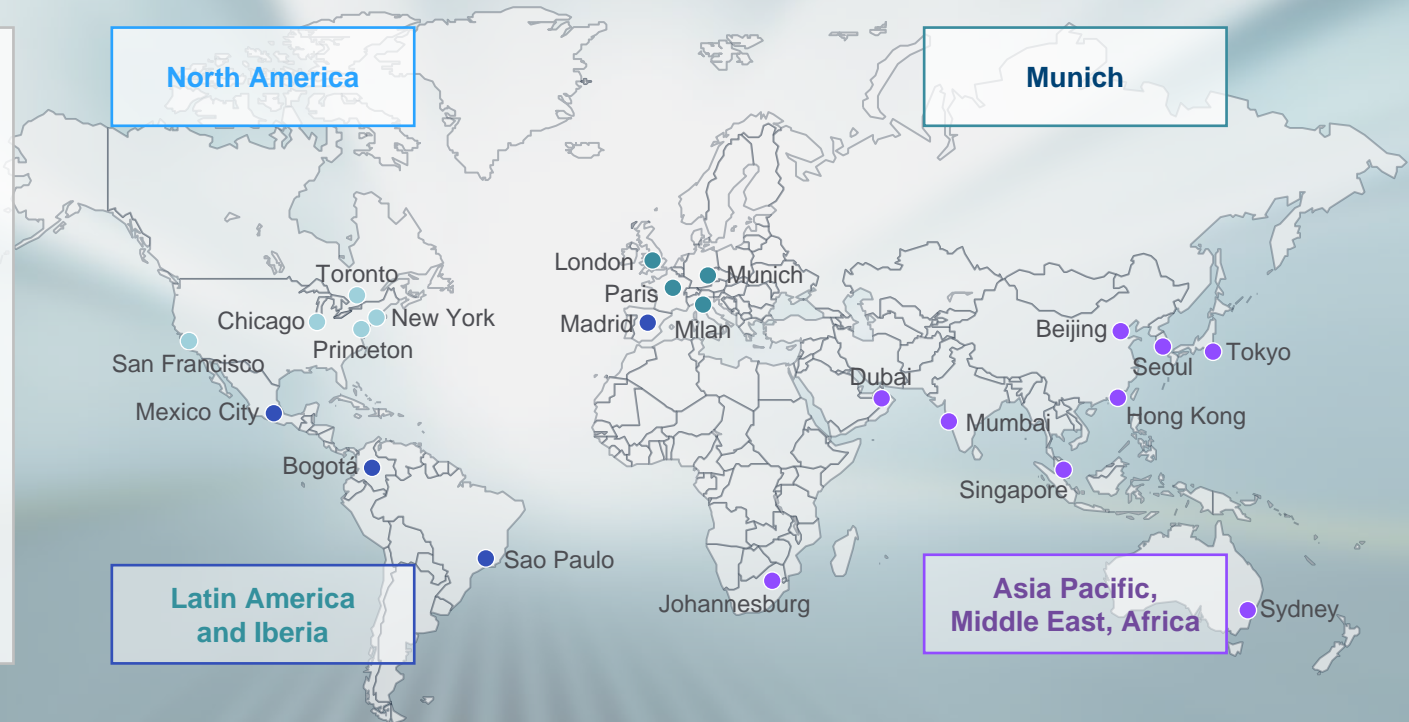 North America
Munich
Toronto
Chicago
New York
Princeton
San Francisco
Mexico City
Bogotá
Sao Paulo
London
Paris
Munich
Madrid
Milan
Dubai
Beijing
Seoul
Tokyo
Hong Kong
Mumbai
Singapore
Johannesburg
Sydney
Latin America
and Iberia
Asia Pacific,
Middle East, Africa